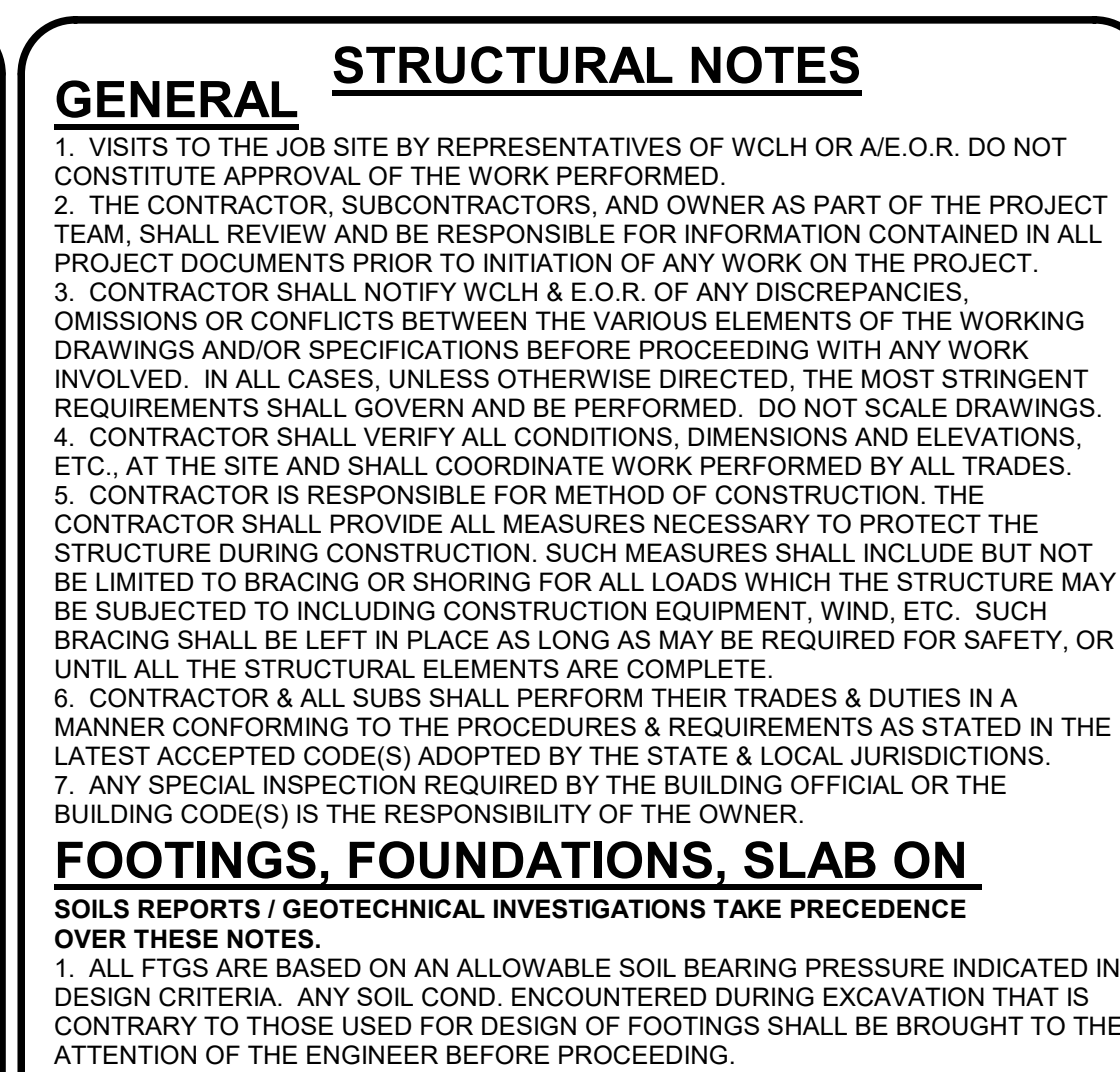 STRUCTURAL NOTES
GENERAL
1. VISITS TO THE JOB SITE BY REPRESENTATIVES OF WCLH OR A/E.O.R. DO NOT
CONSTITUTE APPROVAL OF THE WORK PERFORMED.
2. THE CONTRACTOR, SUBCONTRACTORS, AND OWNER AS PART OF THE PROJECT
TEAM, SHALL REVIEW AND BE RESPONSIBLE FOR INFORMATION CONTAINED IN ALL
PROJECT DOCUMENTS PRIOR TO INITIATION OF ANY WORK ON THE PROJECT.
3. CONTRACTOR SHALL NOTIFY WCLH & E.O.R. OF ANY DISCREPANCIES,
OMISSIONS OR CONFLICTS BETWEEN THE VARIOUS ELEMENTS OF THE WORKING
DRAWINGS AND/OR SPECIFICATIONS BEFORE PROCEEDING WITH ANY WORK
INVOLVED. IN ALL CASES, UNLESS OTHERWISE DIRECTED, THE MOST STRINGENT
REQUIREMENTS SHALL GOVERN AND BE PERFORMED. DO NOT SCALE DRAWINGS.
4. CONTRACTOR SHALL VERIFY ALL CONDITIONS, DIMENSIONS AND ELEVATIONS,
ETC., AT THE SITE AND SHALL COORDINATE WORK PERFORMED BY ALL TRADES.
5. CONTRACTOR IS RESPONSIBLE FOR METHOD OF CONSTRUCTION. THE
CONTRACTOR SHALL PROVIDE ALL MEASURES NECESSARY TO PROTECT THE
STRUCTURE DURING CONSTRUCTION. SUCH MEASURES SHALL INCLUDE BUT NOT
BE LIMITED TO BRACING OR SHORING FOR ALL LOADS WHICH THE STRUCTURE MAY
BE SUBJECTED TO INCLUDING CONSTRUCTION EQUIPMENT, WIND, ETC. SUCH
BRACING SHALL BE LEFT IN PLACE AS LONG AS MAY BE REQUIRED FOR SAFETY, OR
UNTIL ALL THE STRUCTURAL ELEMENTS ARE COMPLETE.
6. CONTRACTOR & ALL SUBS SHALL PERFORM THEIR TRADES & DUTIES IN A
MANNER CONFORMING TO THE PROCEDURES & REQUIREMENTS AS STATED IN THE
LATEST ACCEPTED CODE(S) ADOPTED BY THE STATE & LOCAL JURISDICTIONS.
7. ANY SPECIAL INSPECTION REQUIRED BY THE BUILDING OFFICIAL OR THE
BUILDING CODE(S) IS THE RESPONSIBILITY OF THE OWNER.
FOOTINGS, FOUNDATIONS, SLAB ON
SOILS REPORTS / GEOTECHNICAL INVESTIGATIONS TAKE PRECEDENCE
OVER THESE NOTES.
1. ALL FTGS ARE BASED ON AN ALLOWABLE SOIL BEARING PRESSURE INDICATED IN
DESIGN CRITERIA. ANY SOIL COND. ENCOUNTERED DURING EXCAVATION THAT IS
CONTRARY TO THOSE USED FOR DESIGN OF FOOTINGS SHALL BE BROUGHT TO THE
ATTENTION OF THE ENGINEER BEFORE PROCEEDING.